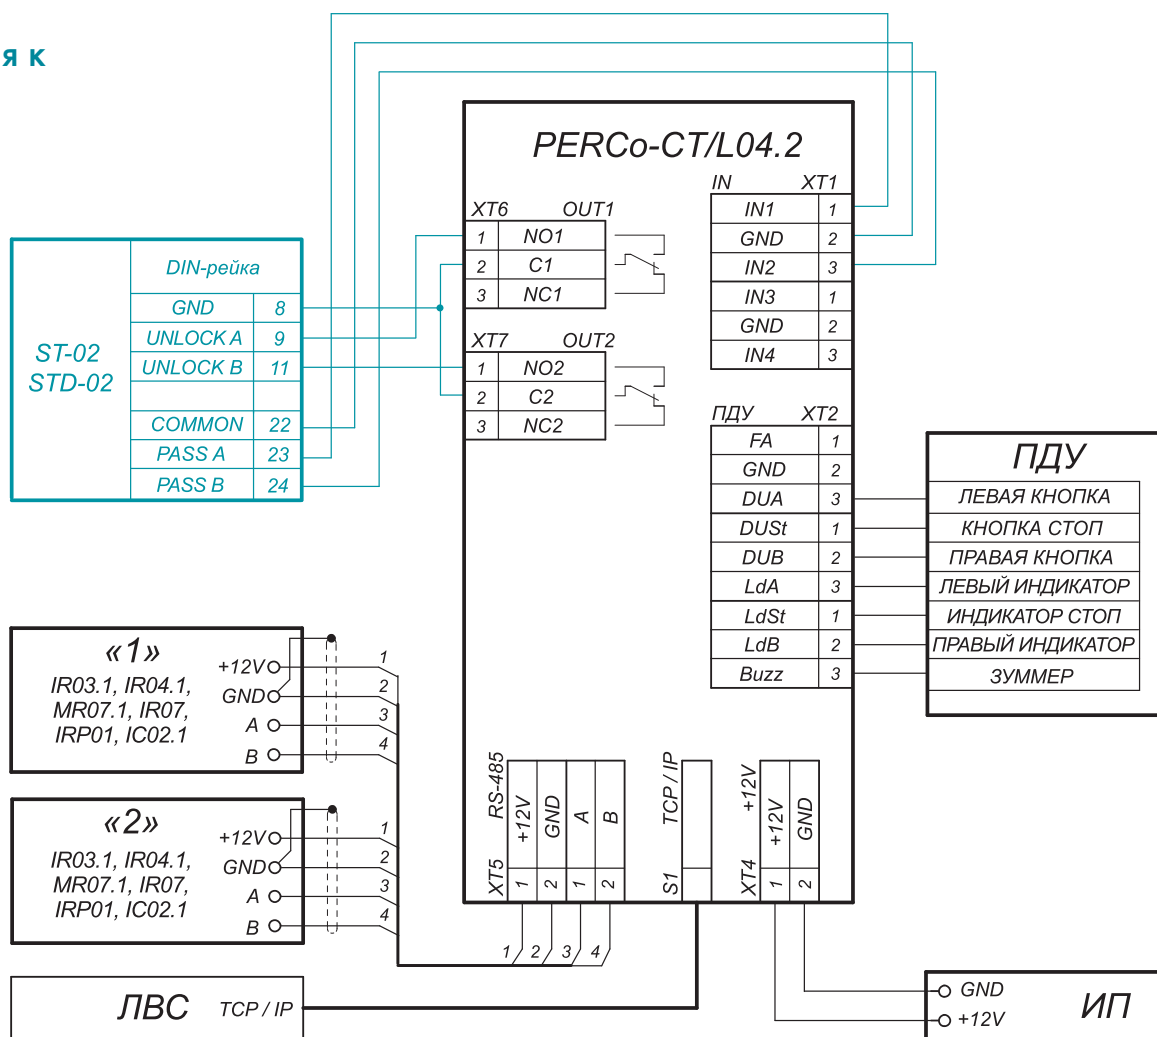 я к
PERCo-CT/L04.2
IN XT1
IN1 1
GND 2
IN2 3
IN3 1
GND 2
IN4 3
XT6 OUT1
1 NO1
2 C1
3 NC1
XT7 OUT2
1 NO2
2 C2
3 NC2
ST-02
STD-02
DIN-рейка
GND 8
UNLOCK A 9
UNLOCK B 11
COMMON 22
PASS A 23
PASS B 24
ПДУ XT2
FA 1
GND 2
DUA 3
DUSt 1
DUB 2
LdA 3
LdSt 1
LdB 2
Buzz 3
ПДУ
ЛЕВАЯ КНОПКА
КНОПКА СТОП
ПРАВАЯ КНОПКА
ЛЕВЫЙ ИНДИКАТОР
ИНДИКАТОР СТОП
ПРАВЫЙ ИНДИКАТОР
ЗУММЕР
«1»
IR03.1, IR04.1,
MR07.1, IR07,
IRP01, IC02.1
+12V 1
GND 2
A 3
B 4
«2»
IR03.1, IR04.1,
MR07.1, IR07,
IRP01, IC02.1
+12V 1
GND 2
A 3
B 4
XT5 RS-485
1 +12V
2 GND
1 A
2 B
S1 TCP / IP
XT4 +12V
1 +12V
2 GND
1 2 3 4
ЛВС TCP / IP
GND
+12V
ИП